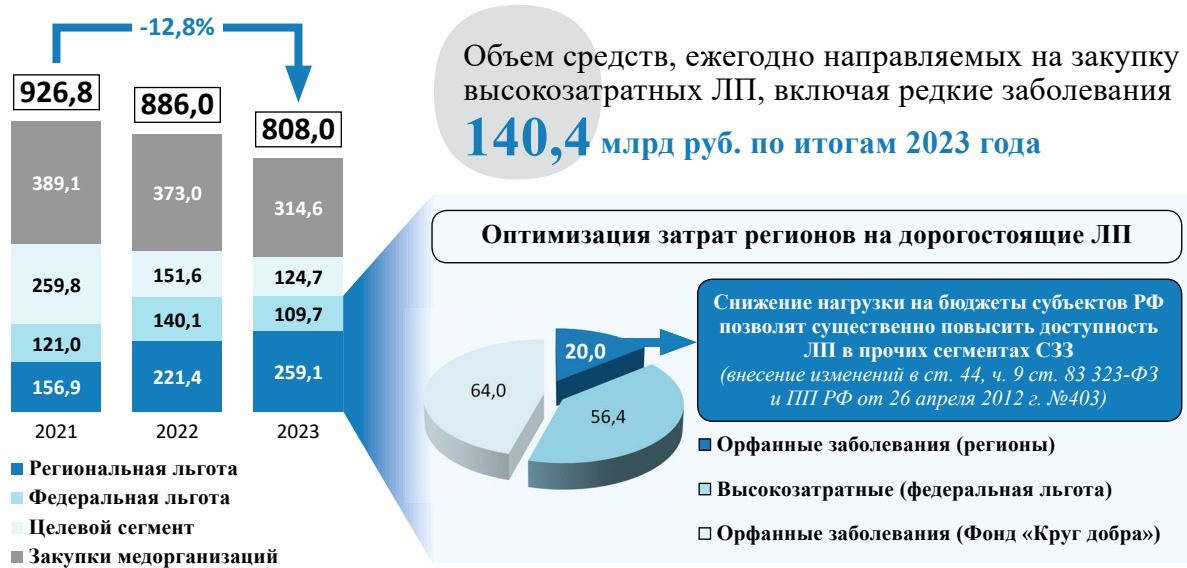 -12,8%
926,8
886,0
808,0
389,1
373,0
314,6
259,8
151,6
124,7
121,0
140,1
109,7
156,9
221,4
259,1
2021
2022
2023
Региональная льгота
Федеральная льгота
Целевой сегмент
Закупки медорганизаций
Объем средств, ежегодно направляемых на закупку
высокозатратных ЛП, включая редкие заболевания
140,4 млрд руб. по итогам 2023 года
Оптимизация затрат регионов на дорогостоящие ЛП
Снижение нагрузки на бюджеты субъектов РФ
позволят существенно повысить доступность
ЛП в прочих сегментах СЗЗ
(внесение изменений в ст. 44, ч. 9 ст. 83 323-ФЗ
и ПП РФ от 26 апреля 2012 г. №403)
20,0
64,0
56,4
Орфанные заболевания (регионы)
Высокозатратные (федеральная льгота)
Орфанные заболевания (Фонд «Круг добра»)